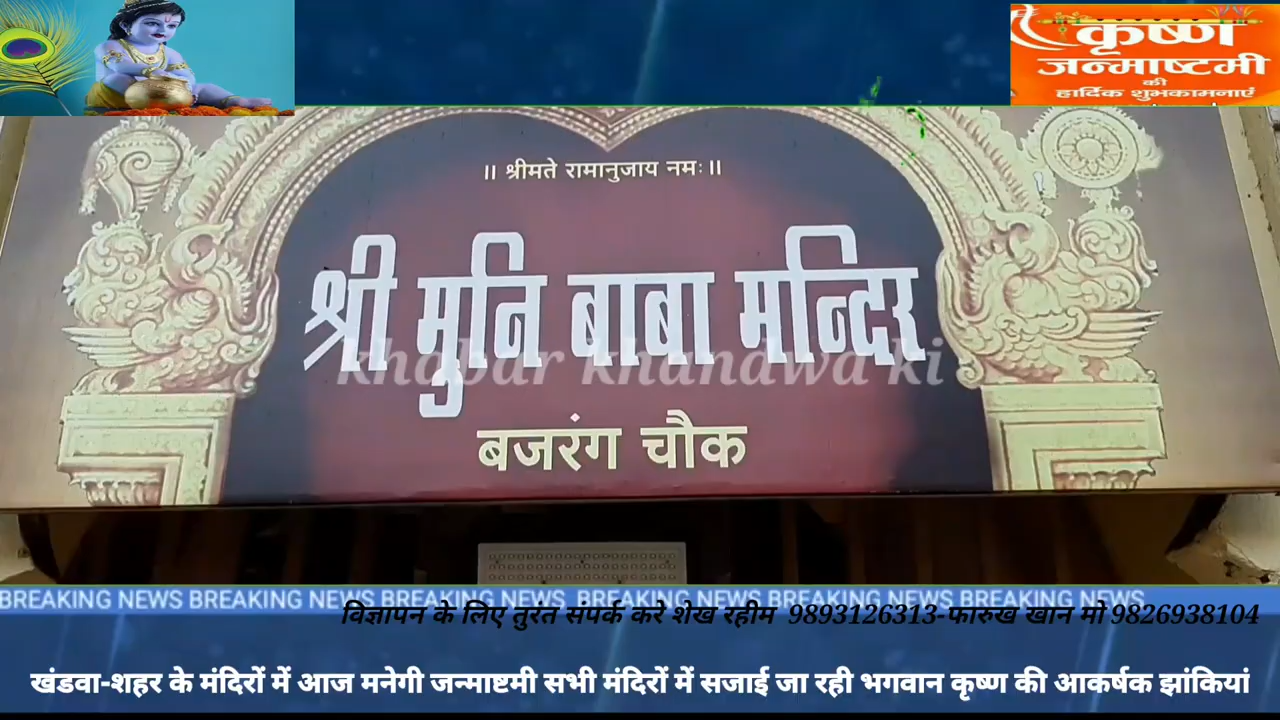 कृष्ण
जन्माष्टमी
की
हार्दिक शुभकामनाएं
॥ श्रीमते रामानुजाय नमः ॥
श्री मुनि बाबा मन्दिर
khabar khandwa ki
बजरंग चौक
BREAKING NEWS BREAKING NEWS BREAKING NEWS BREAKING NEWS BREAKING NEWS BREAKING NEWS
विज्ञापन के लिए तुरंत संपर्क करे शेख रहीम 9893126313-फारुख खान मो 9826938104
खंडवा-शहर के मंदिरों में आज मनेगी जन्माष्टमी सभी मंदिरों में सजाई जा रही भगवान कृष्ण की आकर्षक झांकियां